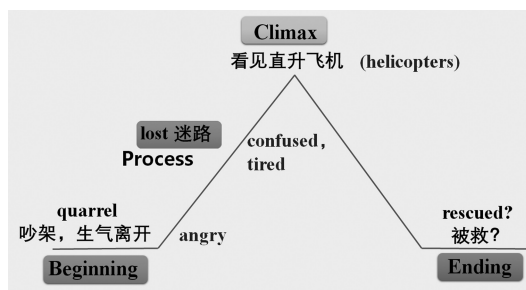 Climax
看见直升飞机 (helicopters)
lost 迷路
Process
confused,
tired
quarrel
吵架，生气离开
angry
Beginning
rescued?
被救?
Ending